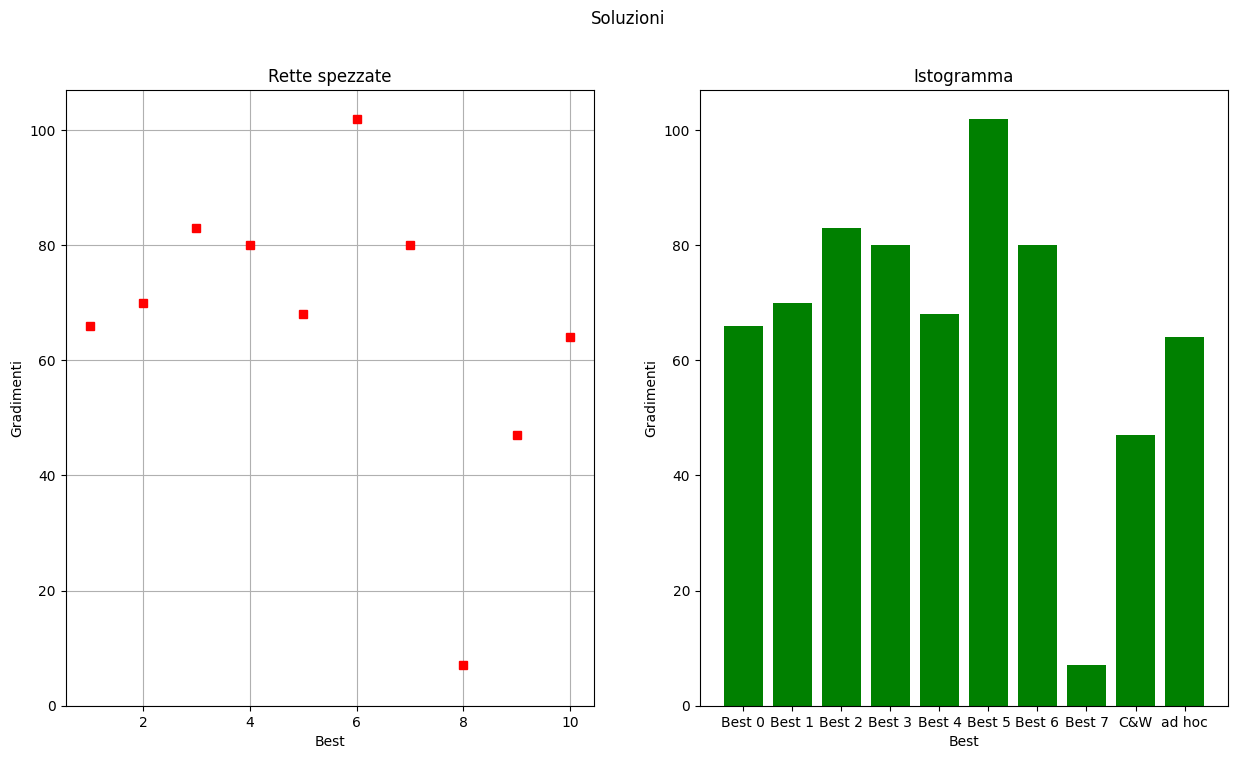 Soluzioni
Rette spezzate
Gradimenti
100
80
60
40
20
0
2 4 6 8 10
Best
Istogramma
Gradimenti
100
80
60
40
20
0
Best 0 Best 1 Best 2 Best 3 Best 4 Best 5 Best 6 Best 7 C&W ad hoc
Best